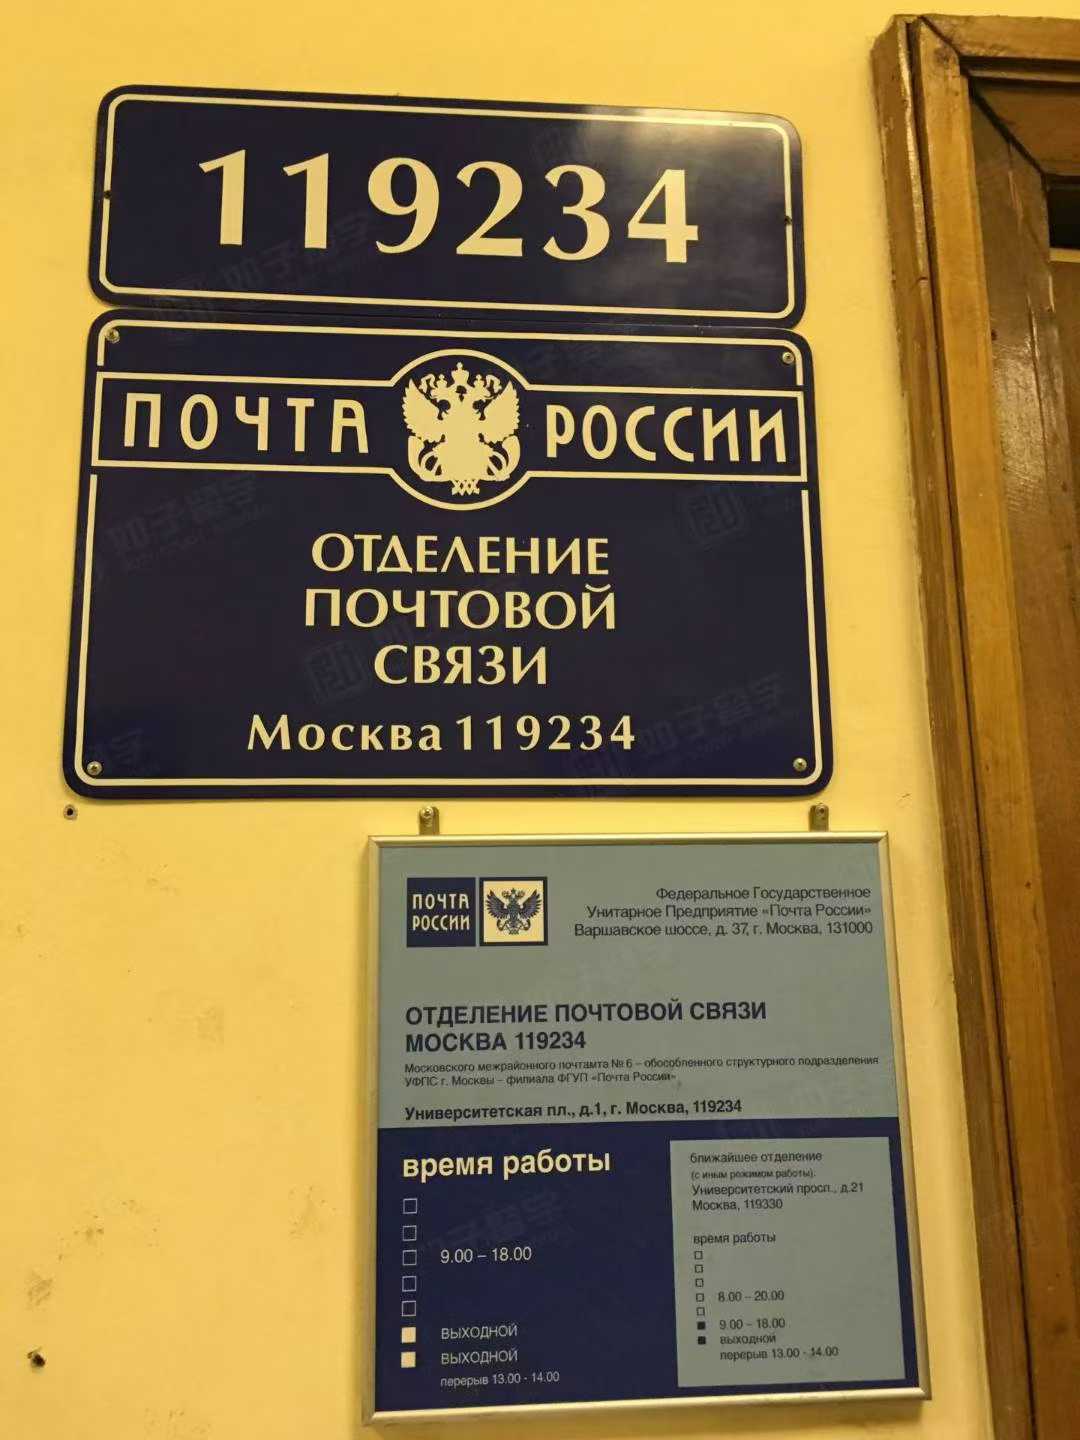 119234
ПОЧТА РОССИИ
ОТДЕЛЕНИЕ
ПОЧТОВОЙ
СВЯЗИ
Москва 119234
ПОЧТА
РОССИИ
Федеральное Государственное
Унитарное Предприятие «Почта России»
Варшавское шоссе, д. 37, г. Москва, 131000
ОТДЕЛЕНИЕ ПОЧТОВОЙ СВЯЗИ
МОСКВА 119234
Московского межрайонного почтамта № 6 – обособленного структурного подразделения
УФПС г. Москвы – филиала ФГУП «Почта России»
Университетская пл., д.1, г. Москва, 119234
время работы
9.00 – 18.00
ВЫХОДНОЙ
ВЫХОДНОЙ
перерыв 13.00 - 14.00
ближайшее отделение
(с иным режимом работы).
Университетский просп., д.21
Москва, 119330
время работы
8.00 – 20.00
9.00 – 18.00
выходной
перерыв 13.00 - 14.00